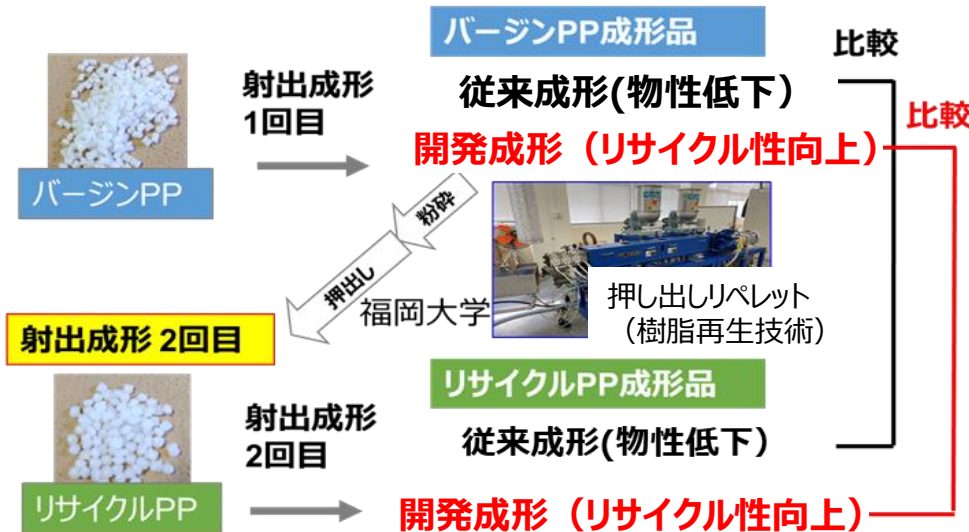 バージンPP成形品
比較
射出成形
1回目
従来成形(物性低下)
比較
開発成形（リサイクル性向上）
バージンPP
粉砕
押出し
福岡大学
押し出しリペレット
（樹脂再生技術）
射出成形 2回目
リサイクルPP成形品
射出成形
2回目
従来成形(物性低下）
リサイクルPP
開発成形（リサイクル性向上）